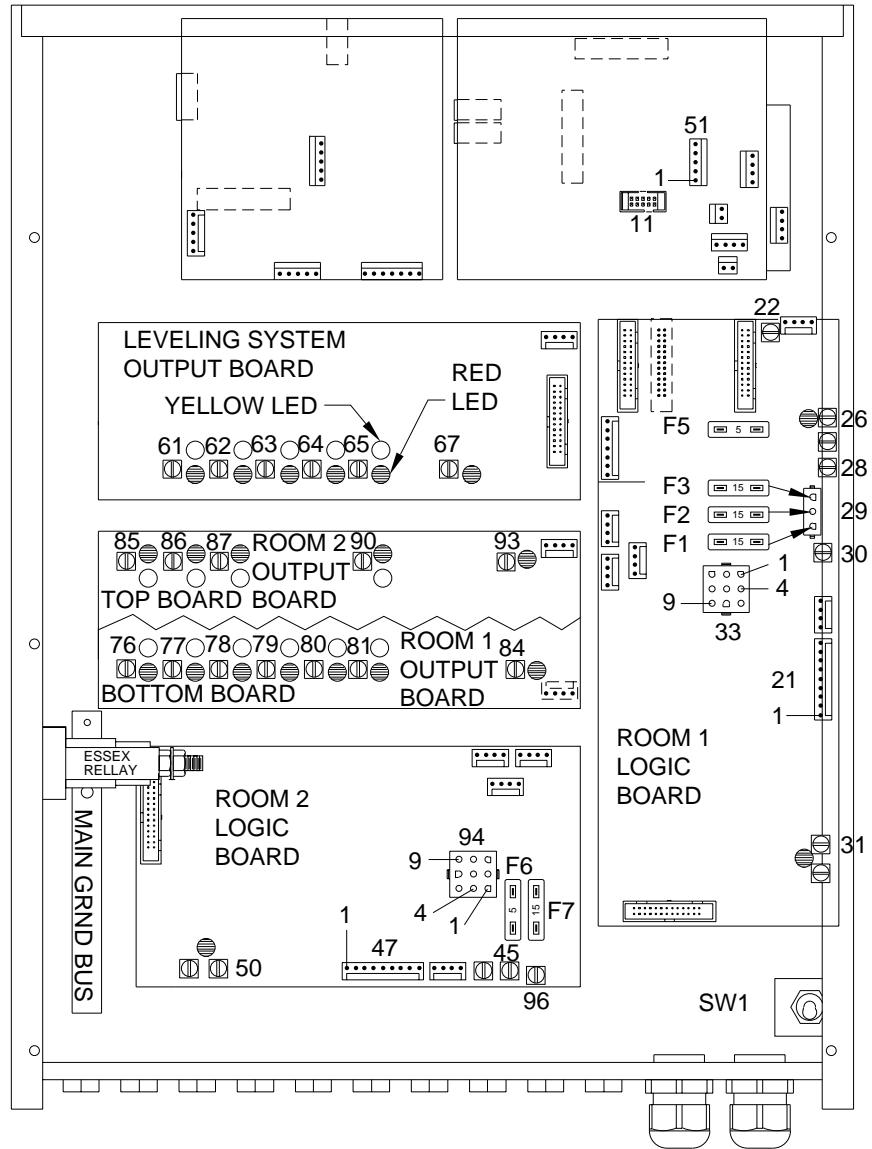 51
1
11
22
LEVELING SYSTEM
OUTPUT BOARD
RED
LED
YELLOW LED
61 62 63 64 65 67
F5 5 26
28
F3 15
F2 15 29
F1 15
30
1
4
9
33
85 86 87 ROOM 2 90 93
OUTPUT
TOP BOARD BOARD
76 77 78 79 80 81 ROOM 1 84
OUTPUT
BOTTOM BOARD BOARD
21
1
ROOM 1
LOGIC
BOARD
31
ESSEX
RELLAY
MAIN GRND BUS
ROOM 2
LOGIC
BOARD
94
9 F6
4 5 15 F7
1
1 47 45
50
96
SW1